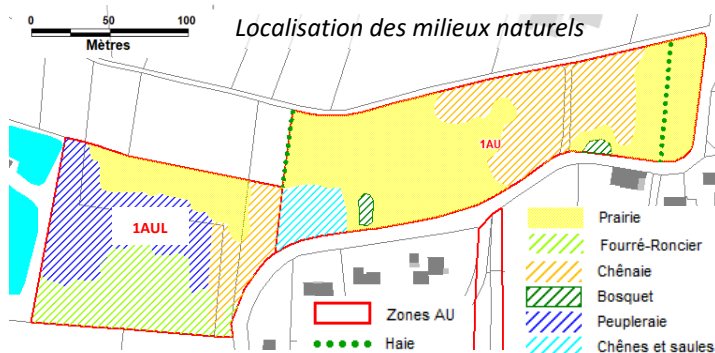 Localisation des milieux naturels
0 50 100
Mètres
1AU
1AUL
Prairie
Fourré-Roncier
Chênaie
Bosquet
Peupleraie
Chênes et saules
Zones AU
Haie